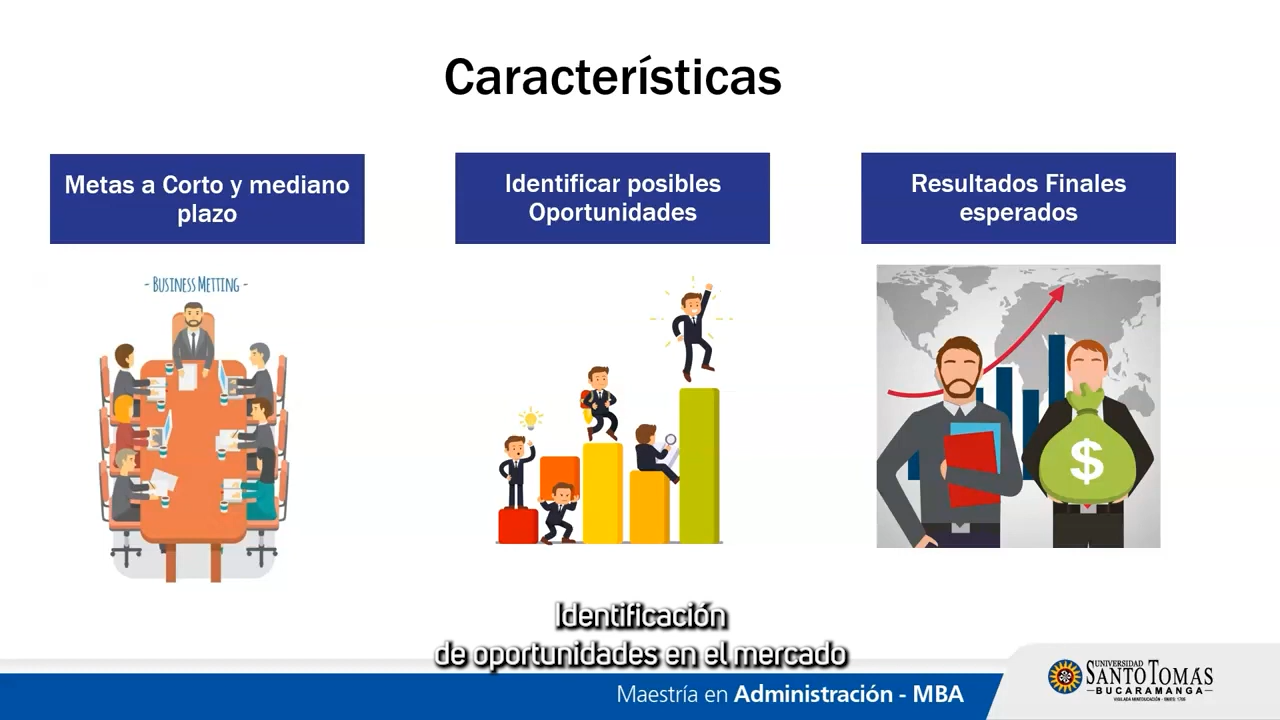 Características
Metas a Corto y mediano
plazo
Identificar posibles
Oportunidades
Resultados Finales
esperados
- BUSINESS METTING -
$
Identificación
de oportunidades en el mercado
Maestría en Administración - MBA
UNIVERSIDAD
SANTO TOMAS
BUCARAMANGA